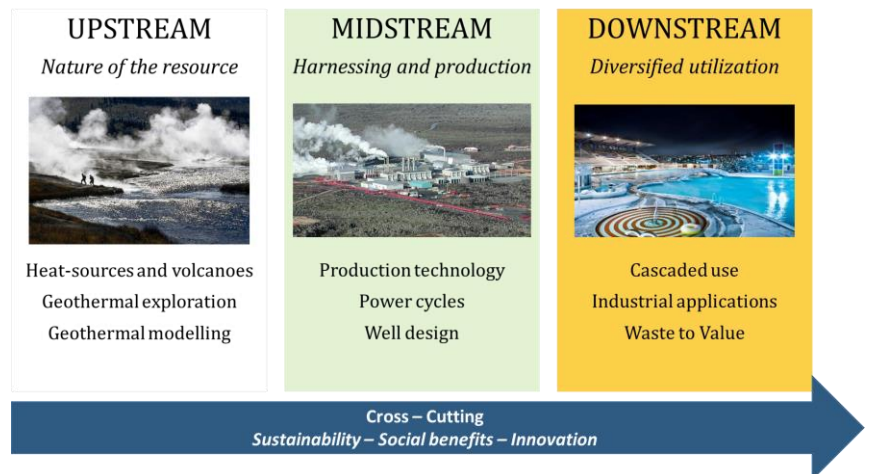 UPSTREAM
Nature of the resource
Heat-sources and volcanoes
Geothermal exploration
Geothermal modelling
MIDSTREAM
Harnessing and production
Production technology
Power cycles
Well design
DOWNSTREAM
Diversified utilization
Cascaded use
Industrial applications
Waste to Value
Cross – Cutting
Sustainability – Social benefits – Innovation